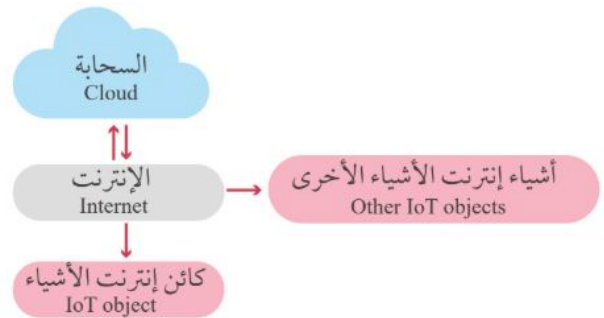 السحابة
Cloud
الإنترنت
Internet
أشياء إنترنت الأشياء الأخرى
Other IoT objects
كائن إنترنت الأشياء
IoT object